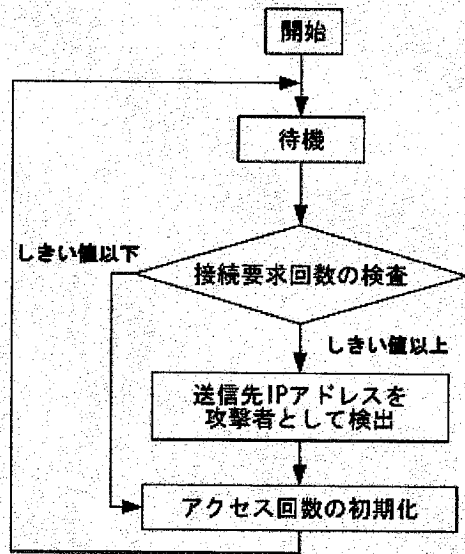 開始
待機
しきい値以下
接続要求回数の検査
しきい値以上
送信先IPアドレスを
攻撃者として検出
アクセス回数の初期化